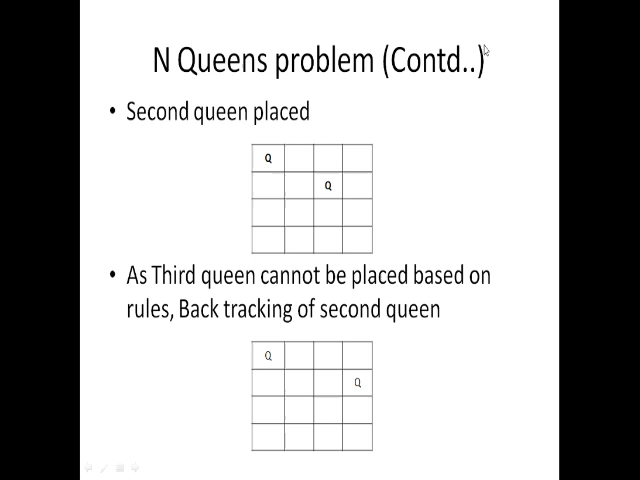 N Queens problem (Contd..)
• Second queen placed
Q
Q
• As Third queen cannot be placed based on
rules, Back tracking of second queen
Q
Q